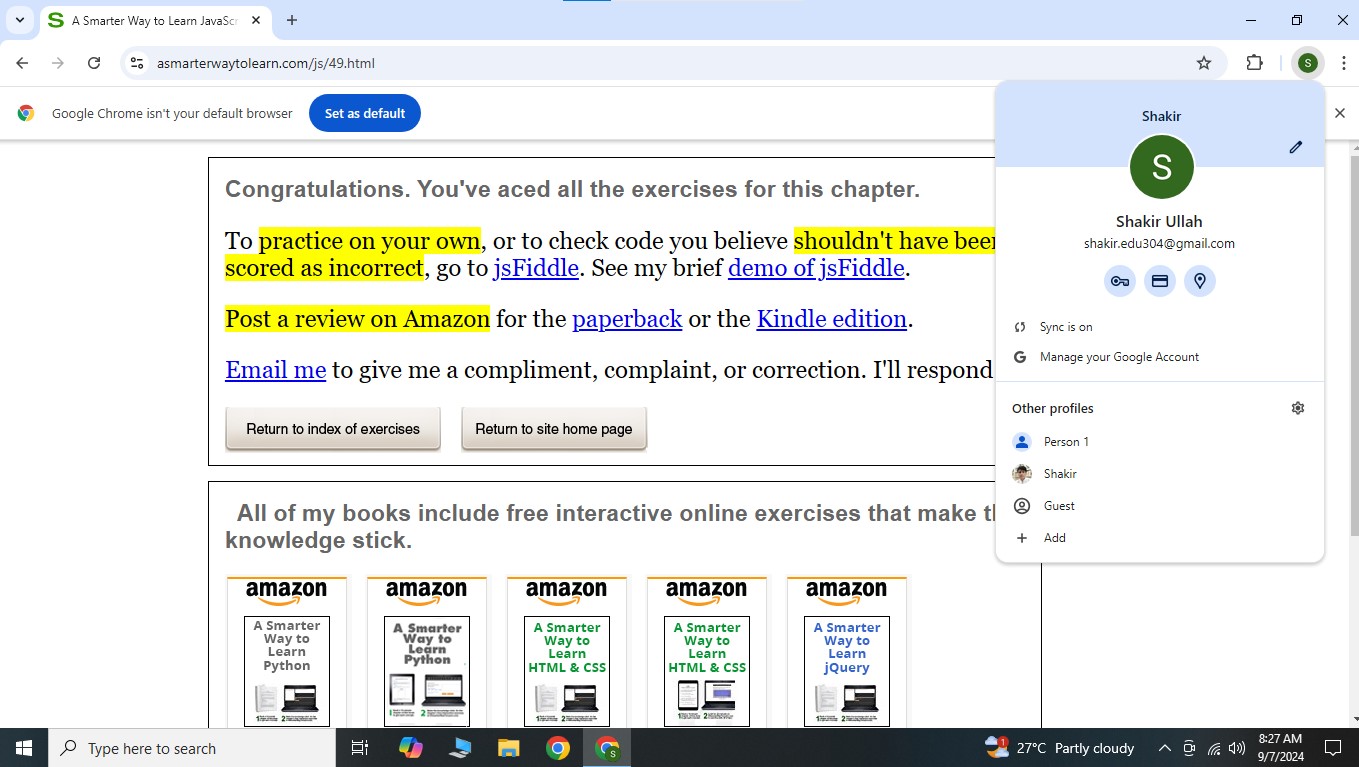 A Smarter Way to Learn JavaScr
asmarterwaytolearn.com/js/49.html
S
Google Chrome isn't your default browser
Set as default
Shakir
S
Shakir Ullah
shakir.edu304@gmail.com
Sync is on
Manage your Google Account
Other profiles
Person 1
Shakir
Guest
Add
Congratulations. You've aced all the exercises for this chapter.
To practice on your own, or to check code you believe shouldn't have been
scored as incorrect, go to jsFiddle. See my brief demo of jsFiddle.
Post a review on Amazon for the paperback or the Kindle edition.
Email me to give me a compliment, complaint, or correction. I'll respond
Return to index of exercises
Return to site home page
All of my books include free interactive online exercises that make th
knowledge stick.
amazon
A Smarter
Way to
Learn
Python
amazon
A Smarter
Way to
Learn
Python
amazon
A Smarter
Way to
Learn
HTML & CSS
amazon
A Smarter
Way to
Learn
HTML & CSS
amazon
A Smarter
Way to
Learn
jQuery
Type here to search
S
1
27°C Partly cloudy
8:27 AM
9/7/2024